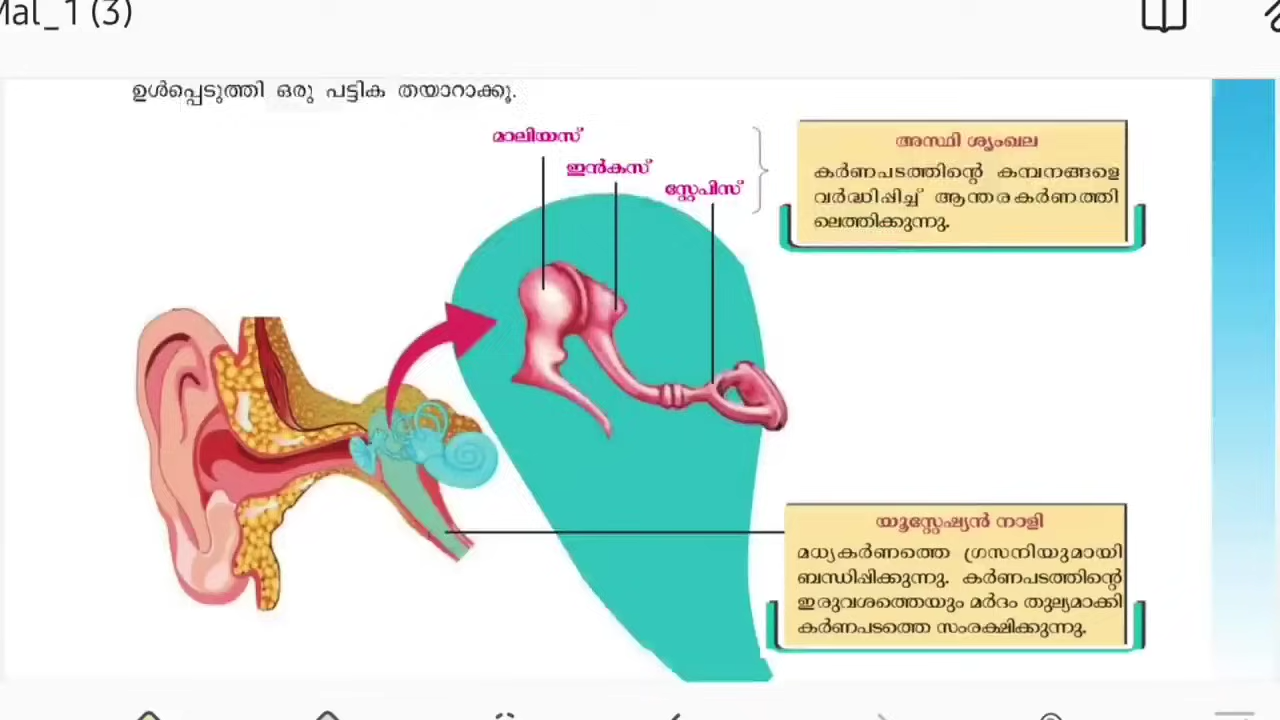 Mal_1 (3)
ഉൾപ്പെടുത്തി ഒരു പട്ടിക തയാറാക്കൂ.
മാലിയസ്
ഇൻകസ്
സ്റ്റേപിസ്
അസ്ഥി ശൃംഖല
കർണപടത്തിന്റെ കമ്പനങ്ങളെ
വർദ്ധിപ്പിച്ച് ആന്തരകർണത്തി
ലെത്തിക്കുന്നു.
യൂസ്റ്റേഷ്യൻ നാളി
മധ്യകർണത്തെ ഗ്രസനിയുമായി
ബന്ധിപ്പിക്കുന്നു. കർണപടത്തിന്റെ
ഇരുവശത്തെയും മർദം തുല്യമാക്കി
കർണപടത്തെ സംരക്ഷിക്കുന്നു.